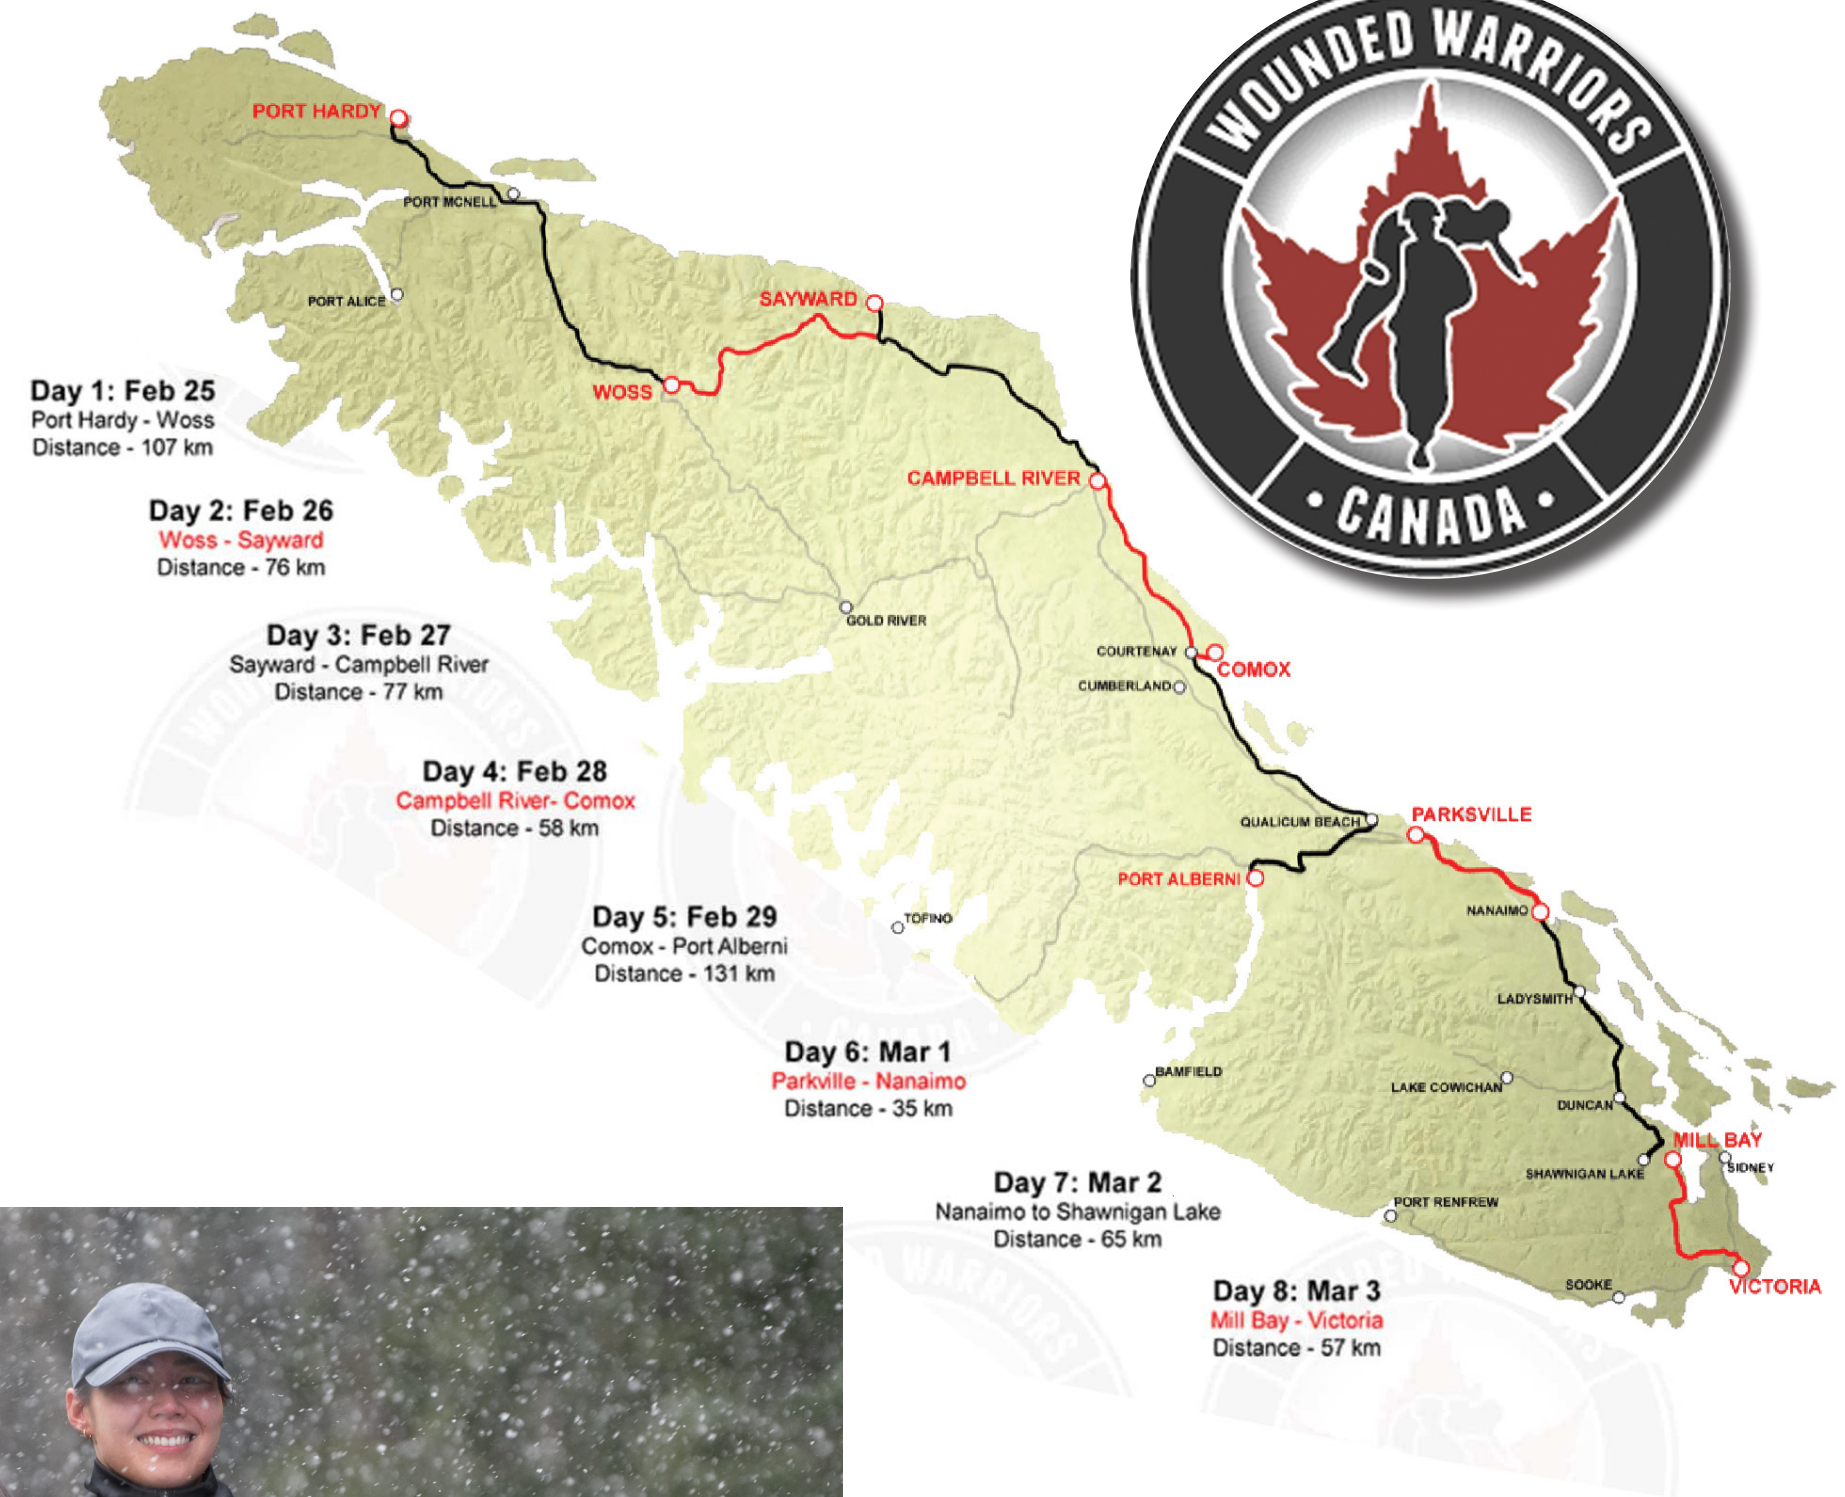 WOUNDED WARRIORS
• CANADA •
PORT HARDY
PORT MCNELL
PORT ALICE
SAYWARD
WOSS
CAMPBELL RIVER
GOLD RIVER
COURTENAY
COMOX
CUMBERLAND
QUALICUM BEACH
PARKSVILLE
PORT ALBERNI
NANAIMO
TOFINO
LADYSMITH
BAMFIELD
LAKE COWICHAN
DUNCAN
MILL BAY
SHAWNIGAN LAKE
SIDNEY
PORT RENFREW
SOOKE
VICTORIA
Day 1: Feb 25
Port Hardy - Woss
Distance - 107 km
Day 2: Feb 26
Woss - Sayward
Distance - 76 km
Day 3: Feb 27
Sayward - Campbell River
Distance - 77 km
Day 4: Feb 28
Campbell River- Comox
Distance - 58 km
Day 5: Feb 29
Comox - Port Alberni
Distance - 131 km
Day 6: Mar 1
Parkville - Nanaimo
Distance - 35 km
Day 7: Mar 2
Nanaimo to Shawnigan Lake
Distance - 65 km
Day 8: Mar 3
Mill Bay - Victoria
Distance - 57 km